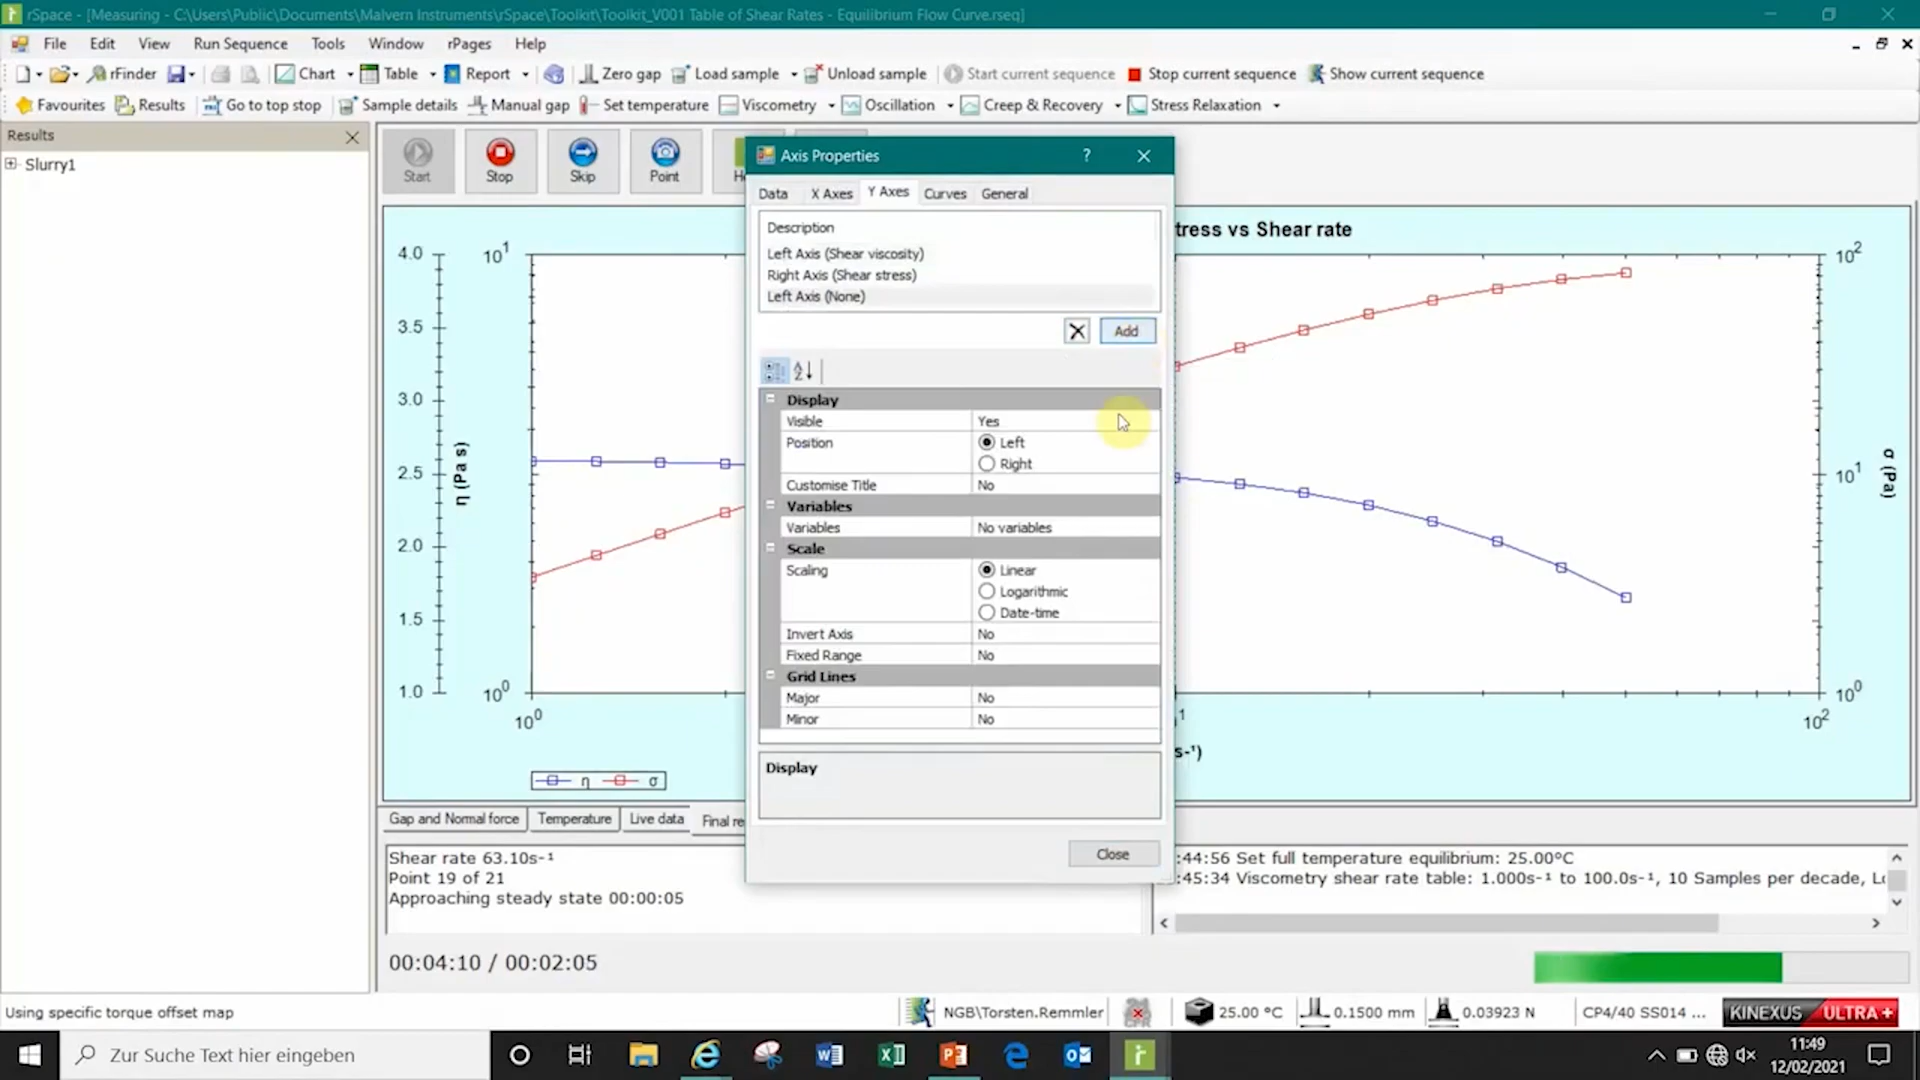 rSpace - [Measuring - C:\Users\Public\Documents\Malvern Instruments\rSpace\Toolkit\Toolkit_V001 Table of Shear Rates - Equilibrium Flow Curve.rseq]
File Edit View Run Sequence Tools Window rPages Help
rFinder Chart Table Report Zero gap Load sample Unload sample Start current sequence Stop current sequence Show current sequence
Favourites Results Go to top stop Sample details Manual gap Set temperature Viscometry Oscillation Creep & Recovery Stress Relaxation
Results
Slurry1
Start Stop Skip Point
Axis Properties ?
Data X Axes Y Axes Curves General
Description
Left Axis (Shear viscosity)
Right Axis (Shear stress)
Left Axis (None)
Add
Display
Visible Yes
Position Left
Right
Customise Title No
Variables
Variables No variables
Scale
Scaling Linear
Logarithmic
Date-time
Invert Axis No
Fixed Range No
Grid Lines
Major No
Minor No
Display
Close
tress vs Shear rate
4.0
3.5
3.0
2.5
2.0
1.5
1.0
η (Pa s)
10¹
10⁰
10⁰
10²
10¹
10⁰
σ (Pa)
10²
s-¹)
η σ
Gap and Normal force Temperature Live data Final re
Shear rate 63.10s-¹
Point 19 of 21
Approaching steady state 00:00:05
:44:56 Set full temperature equilibrium: 25.00°C
:45:34 Viscometry shear rate table: 1.000s-¹ to 100.0s-¹, 10 Samples per decade,
00:04:10 / 00:02:05
Using specific torque offset map
NGB\Torsten.Remmler 25.00 °C 0.1500 mm 0.03923 N CP4/40 SS014 ... KINEXUS ULTRA+
Zur Suche Text hier eingeben
11:49
12/02/2021